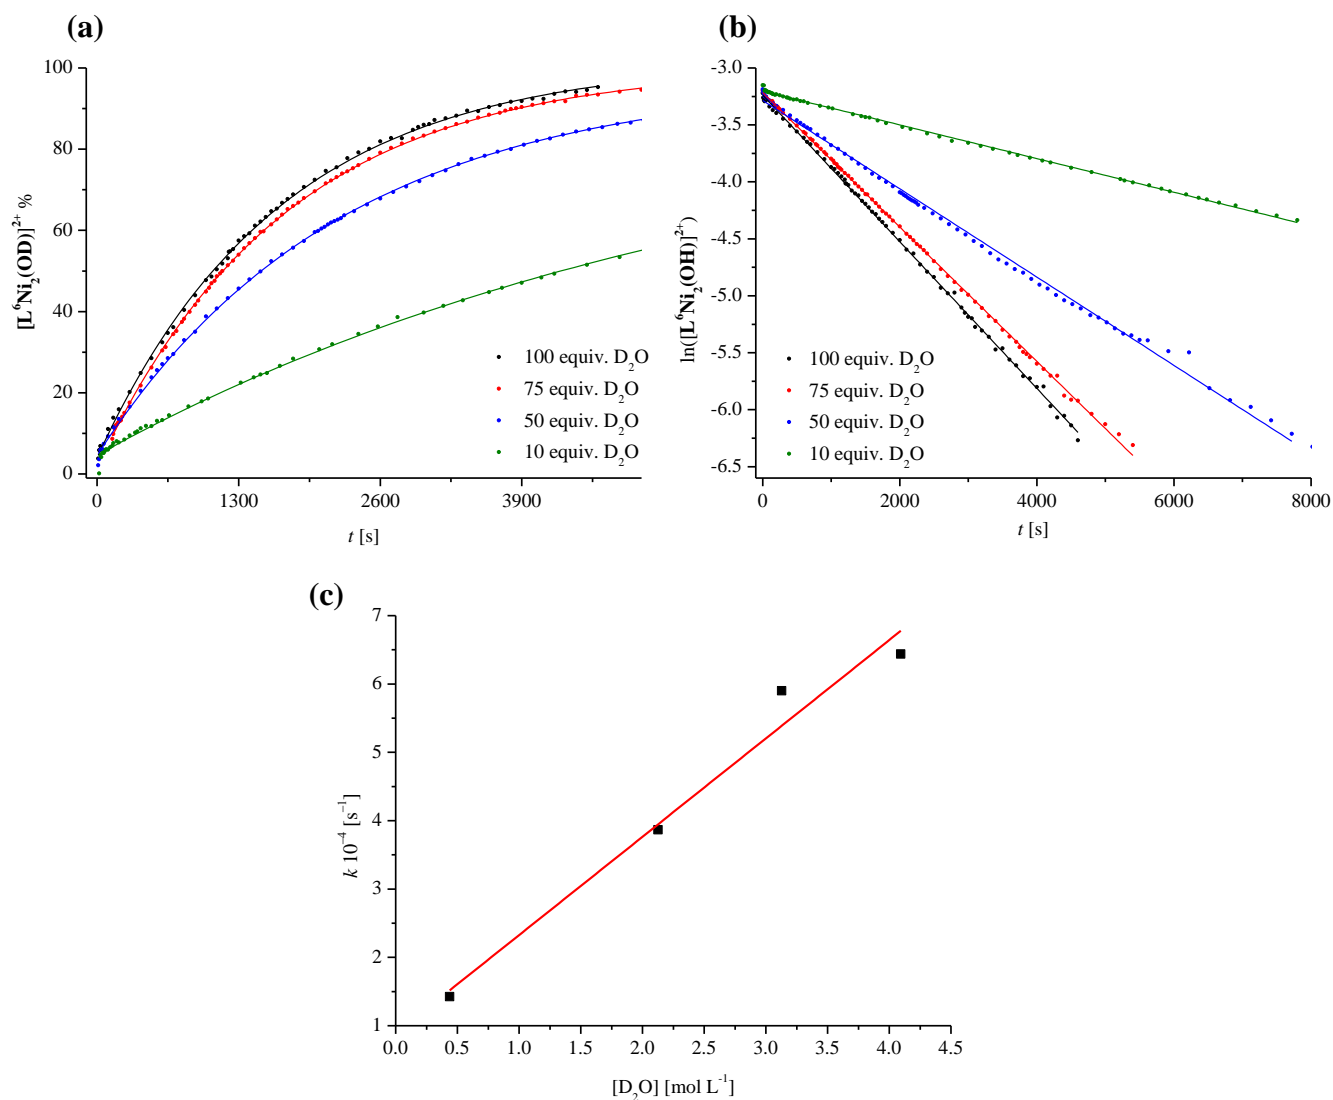 (a)
[L⁶Ni₂(OD)]²⁺ %
100
80
60
40
20
0
0 1300 2600 3900
t [s]
100 equiv. D₂O
75 equiv. D₂O
50 equiv. D₂O
10 equiv. D₂O
(b)
ln([L⁶Ni₂(OH)]²⁺)
-3.0
-3.5
-4.0
-4.5
-5.0
-5.5
-6.0
-6.5
0 2000 4000 6000 8000
t [s]
100 equiv. D₂O
75 equiv. D₂O
50 equiv. D₂O
10 equiv. D₂O
(c)
k 10⁻⁴ [s⁻¹]
7
6
5
4
3
2
1
0.0 0.5 1.0 1.5 2.0 2.5 3.0 3.5 4.0 4.5
[D₂O] [mol L⁻¹]